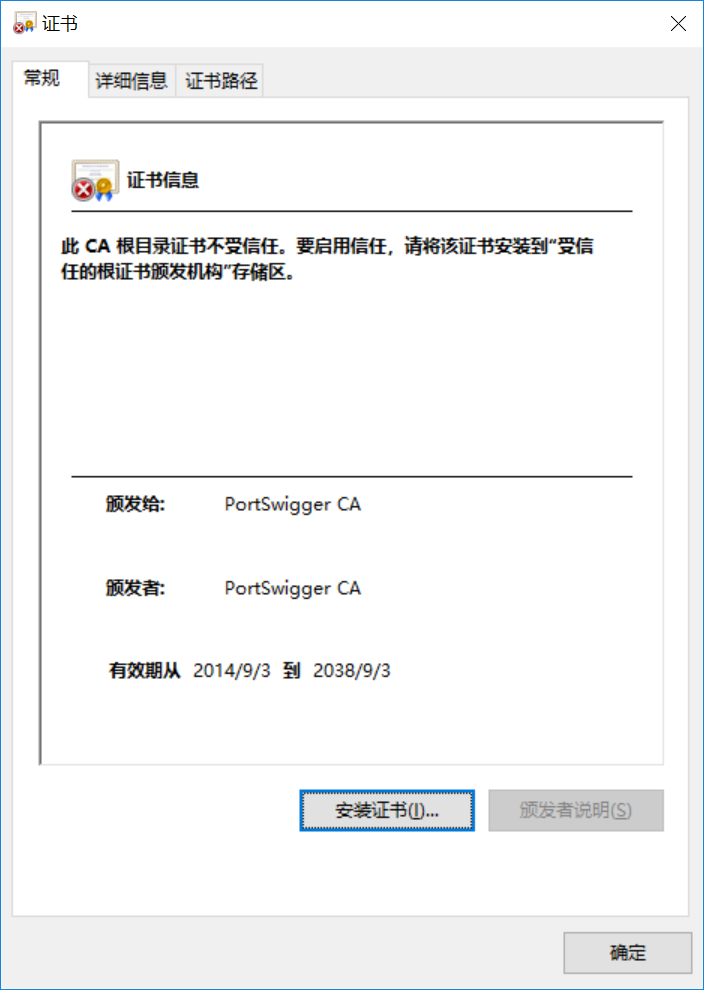 证书
常规 详细信息 证书路径
证书信息
此 CA 根目录证书不受信任。要启用信任，请将该证书安装到“受信
任的根证书颁发机构”存储区。
颁发给: PortSwigger CA
颁发者: PortSwigger CA
有效期从 2014/9/3 到 2038/9/3
安装证书(I)... 颁发者说明(S)
确定